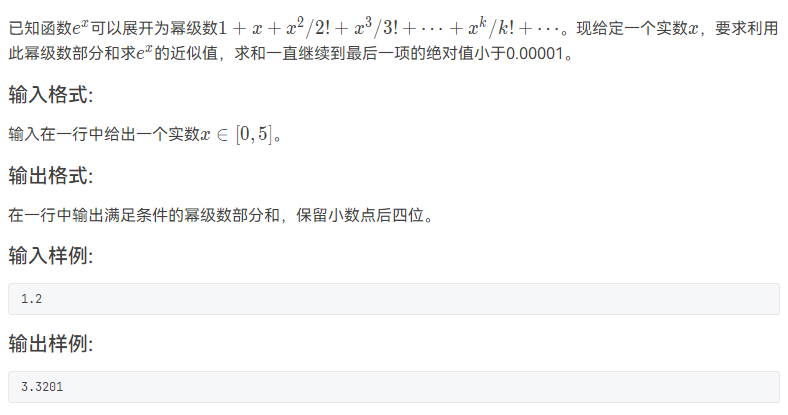 已知函数e^x可以展开为幂级数1 + x + x^2/2! + x^3/3! + ⋯ + x^k/k! + ⋯。现给定一个实数x，要求利用
此幂级数部分和求e^x的近似值，求和一直继续到最后一项的绝对值小于0.00001。
输入格式:
输入在一行中给出一个实数x ∈ [0, 5]。
输出格式:
在一行中输出满足条件的幂级数部分和，保留小数点后四位。
输入样例:
1.2
输出样例:
3.3201